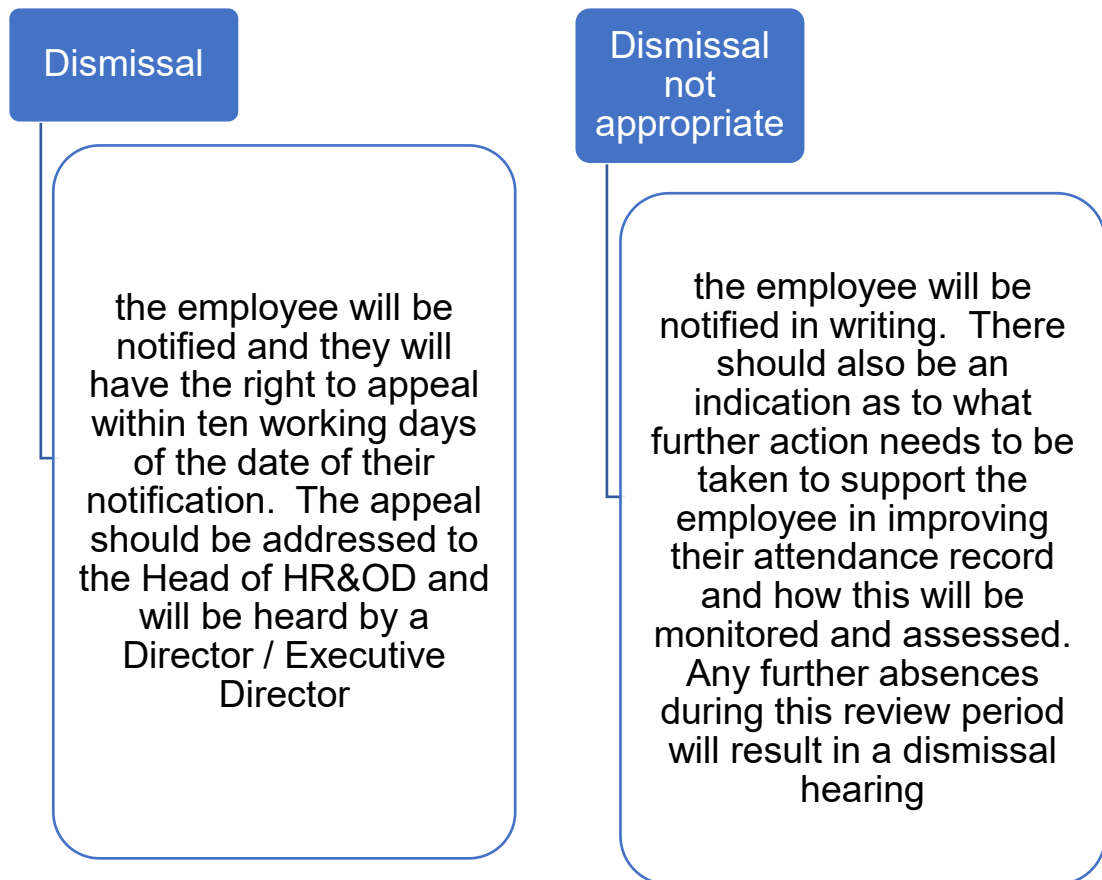 Dismissal
the employee will be
notified and they will
have the right to appeal
within ten working days
of the date of their
notification.  The appeal
should be addressed to
the Head of HR&OD and
will be heard by a
Director / Executive
Director
Dismissal
not
appropriate
the employee will be
notified in writing.  There
should also be an
indication as to what
further action needs to be
taken to support the
employee in improving
their attendance record
and how this will be
monitored and assessed.
Any further absences
during this review period
will result in a dismissal
hearing